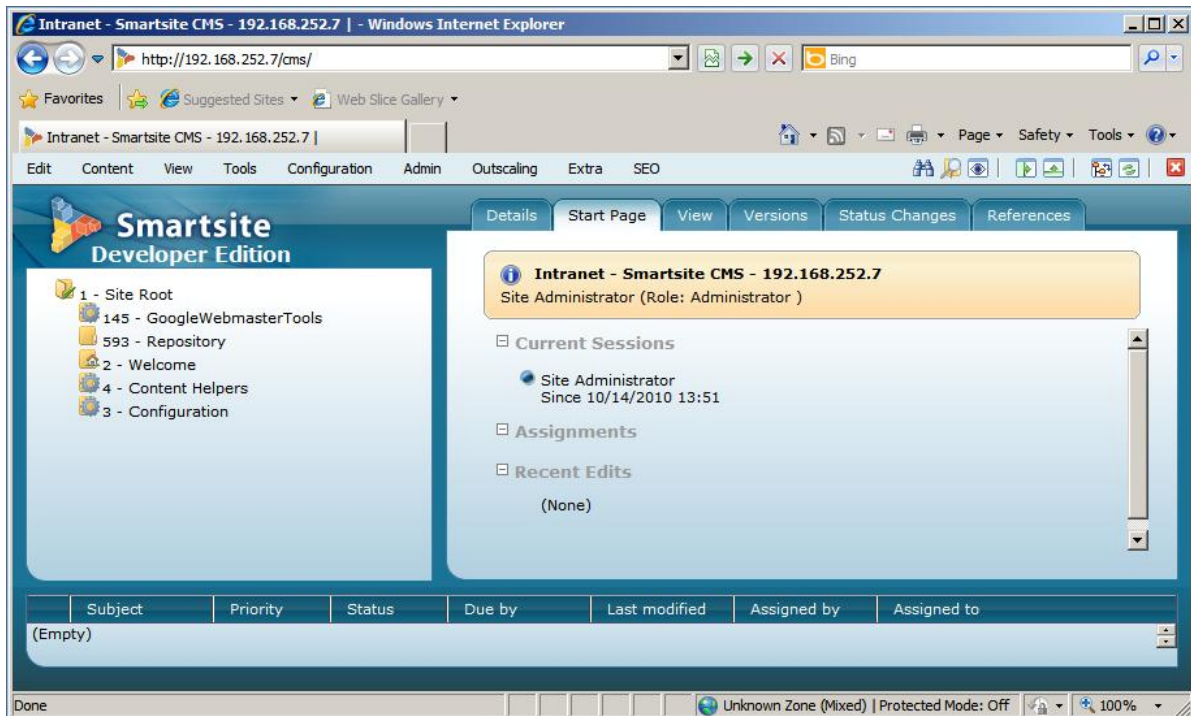 Intranet - Smartsite CMS - 192.168.252.7 | - Windows Internet Explorer
http://192.168.252.7/cms/
Bing
Favorites Suggested Sites Web Slice Gallery
Intranet - Smartsite CMS - 192.168.252.7 |
Page Safety Tools
Edit Content View Tools Configuration Admin Outscaling Extra SEO
Smartsite
Developer Edition
1 - Site Root
145 - GoogleWebmasterTools
593 - Repository
2 - Welcome
4 - Content Helpers
3 - Configuration
Details Start Page View Versions Status Changes References
Intranet - Smartsite CMS - 192.168.252.7
Site Administrator (Role: Administrator )
Current Sessions
Site Administrator
Since 10/14/2010 13:51
Assignments
Recent Edits
(None)
Subject Priority Status Due by Last modified Assigned by Assigned to
(Empty)
Done Unknown Zone (Mixed) | Protected Mode: Off 100%